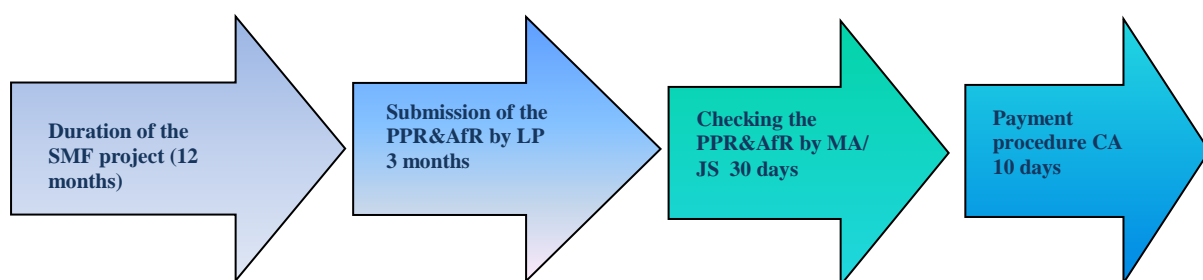 Duration of the
SMF project (12
months)
Submission of the
PPR&AfR by LP
3 months
Checking the
PPR&AfR by MA/
JS 30 days
Payment
procedure CA
10 days